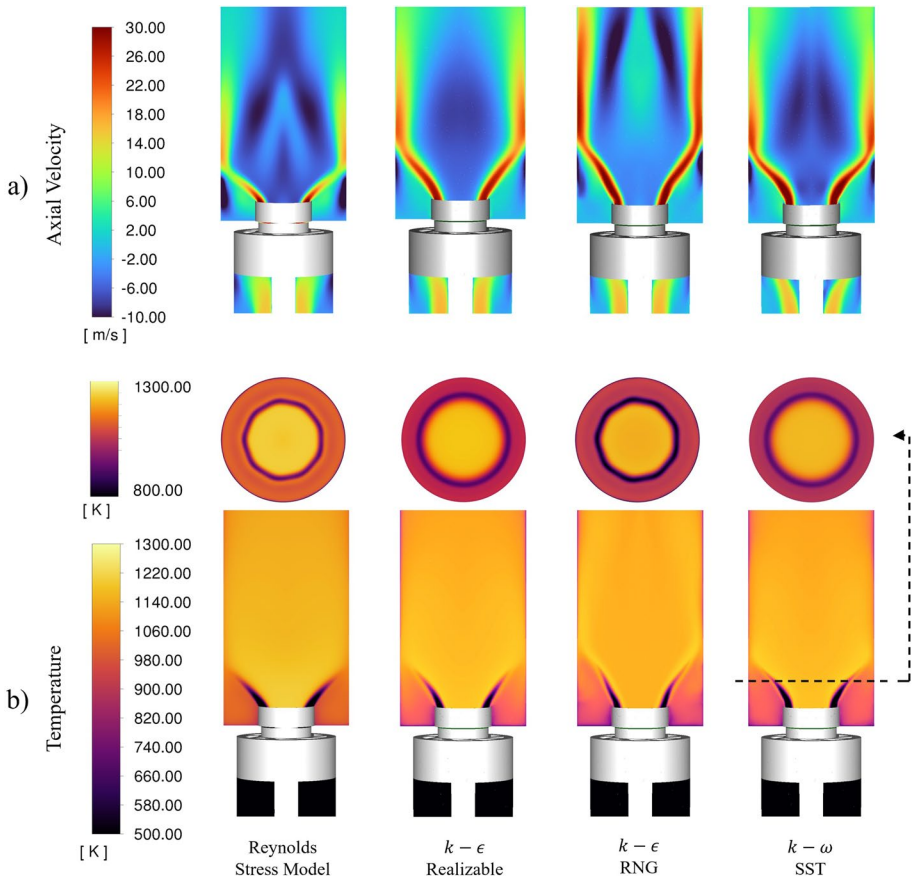 a)
Axial Velocity
30.00
26.00
22.00
18.00
14.00
10.00
6.00
2.00
-2.00
-6.00
-10.00
[ m/s ]
1300.00
800.00
[ K ]
b)
Temperature
1300.00
1220.00
1140.00
1060.00
980.00
900.00
820.00
740.00
660.00
580.00
500.00
[ K ]
Reynolds
Stress Model
k − ϵ
Realizable
k − ϵ
RNG
k − ω
SST